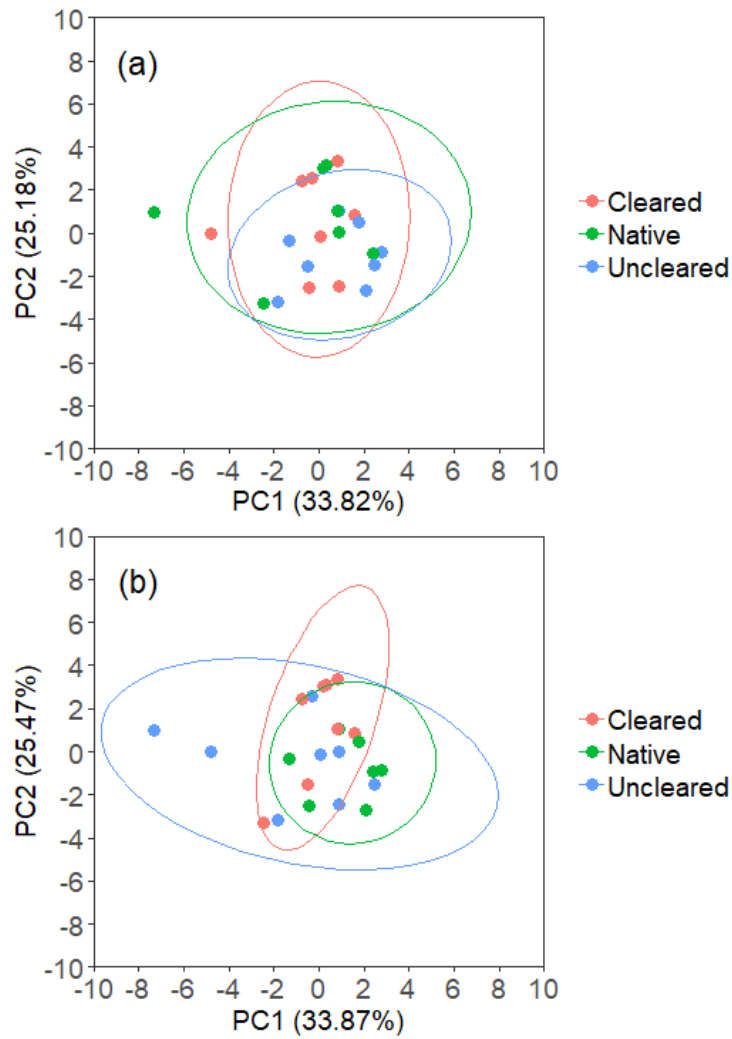 (a)
10
8
6
4
2
0
-2
-4
-6
-8
-10
PC2 (25.18%)
-10 -8 -6 -4 -2 0 2 4 6 8 10
PC1 (33.82%)
Cleared
Native
Uncleared
(b)
10
8
6
4
2
0
-2
-4
-6
-8
-10
PC2 (25.47%)
-10 -8 -6 -4 -2 0 2 4 6 8 10
PC1 (33.87%)
Cleared
Native
Uncleared